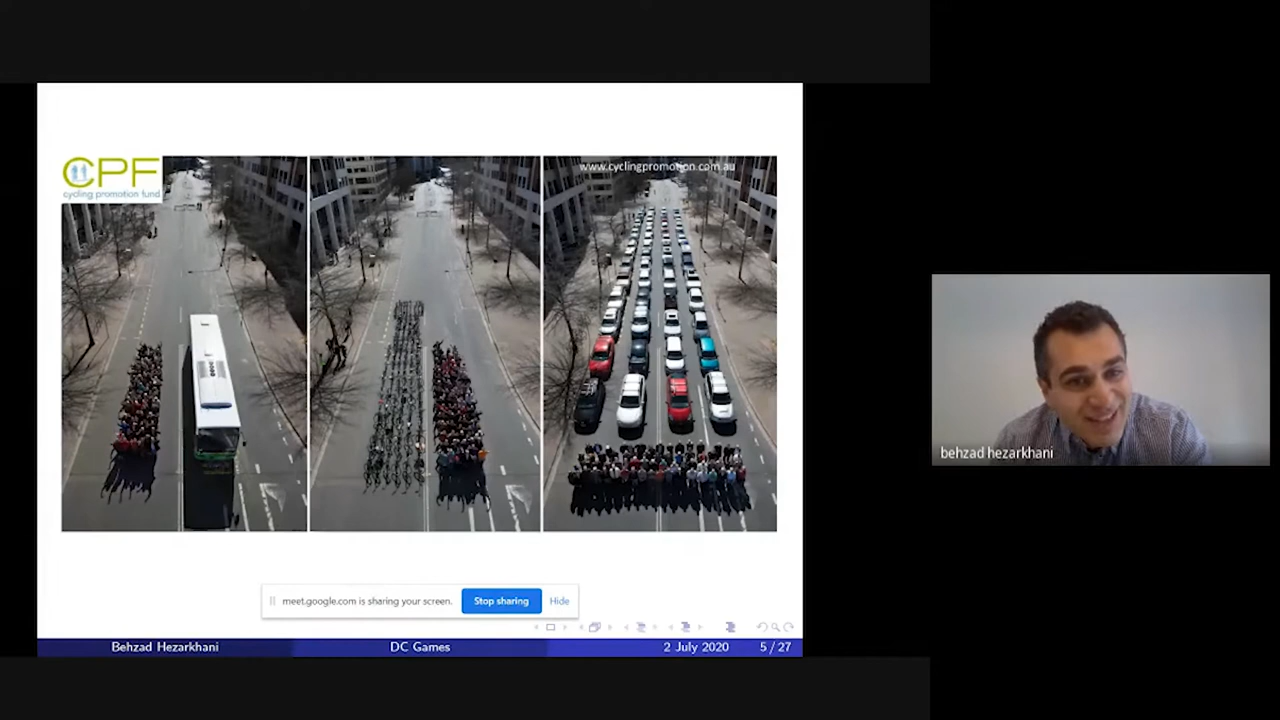 CPF
cycling promotion fund
www.cyclingpromotion.com.au
behzad hezarkhani
meet.google.com is sharing your screen.
Stop sharing
Hide
Behzad Hezarkhani
DC Games
2 July 2020
5 / 27